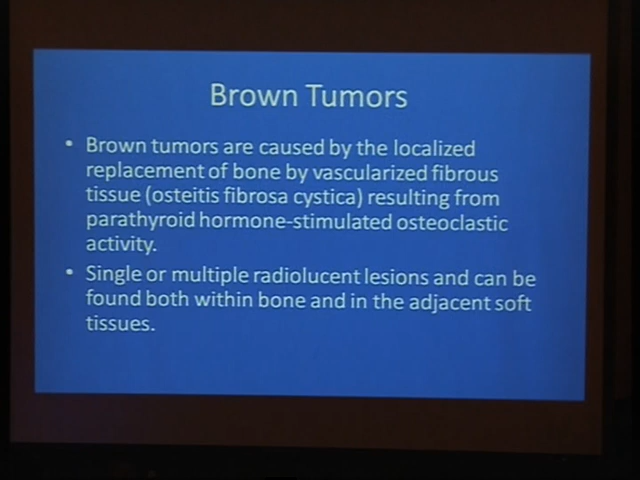 Brown Tumors
• Brown tumors are caused by the localized
replacement of bone by vascularized fibrous
tissue (osteitis fibrosa cystica) resulting from
parathyroid hormone-stimulated osteoclastic
activity.
• Single or multiple radiolucent lesions and can be
found both within bone and in the adjacent soft
tissues.